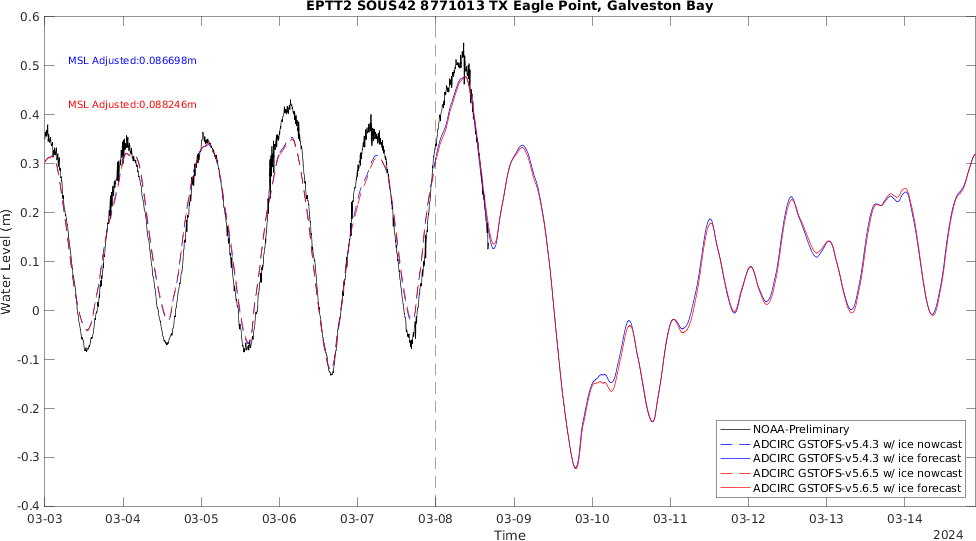 EPTT2 SOUS42 8771013 TX Eagle Point, Galveston Bay
0.6
0.5
0.4
0.3
0.2
0.1
0
-0.1
-0.2
-0.3
-0.4
Water Level (m)
MSL Adjusted:0.086698m
MSL Adjusted:0.088246m
NOAA-Preliminary
ADCIRC GSTOFS-v5.4.3 w/ ice nowcast
ADCIRC GSTOFS-v5.4.3 w/ ice forecast
ADCIRC GSTOFS-v5.6.5 w/ ice nowcast
ADCIRC GSTOFS-v5.6.5 w/ ice forecast
03-03 03-04 03-05 03-06 03-07 03-08 03-09 03-10 03-11 03-12 03-13 03-14
Time
2024